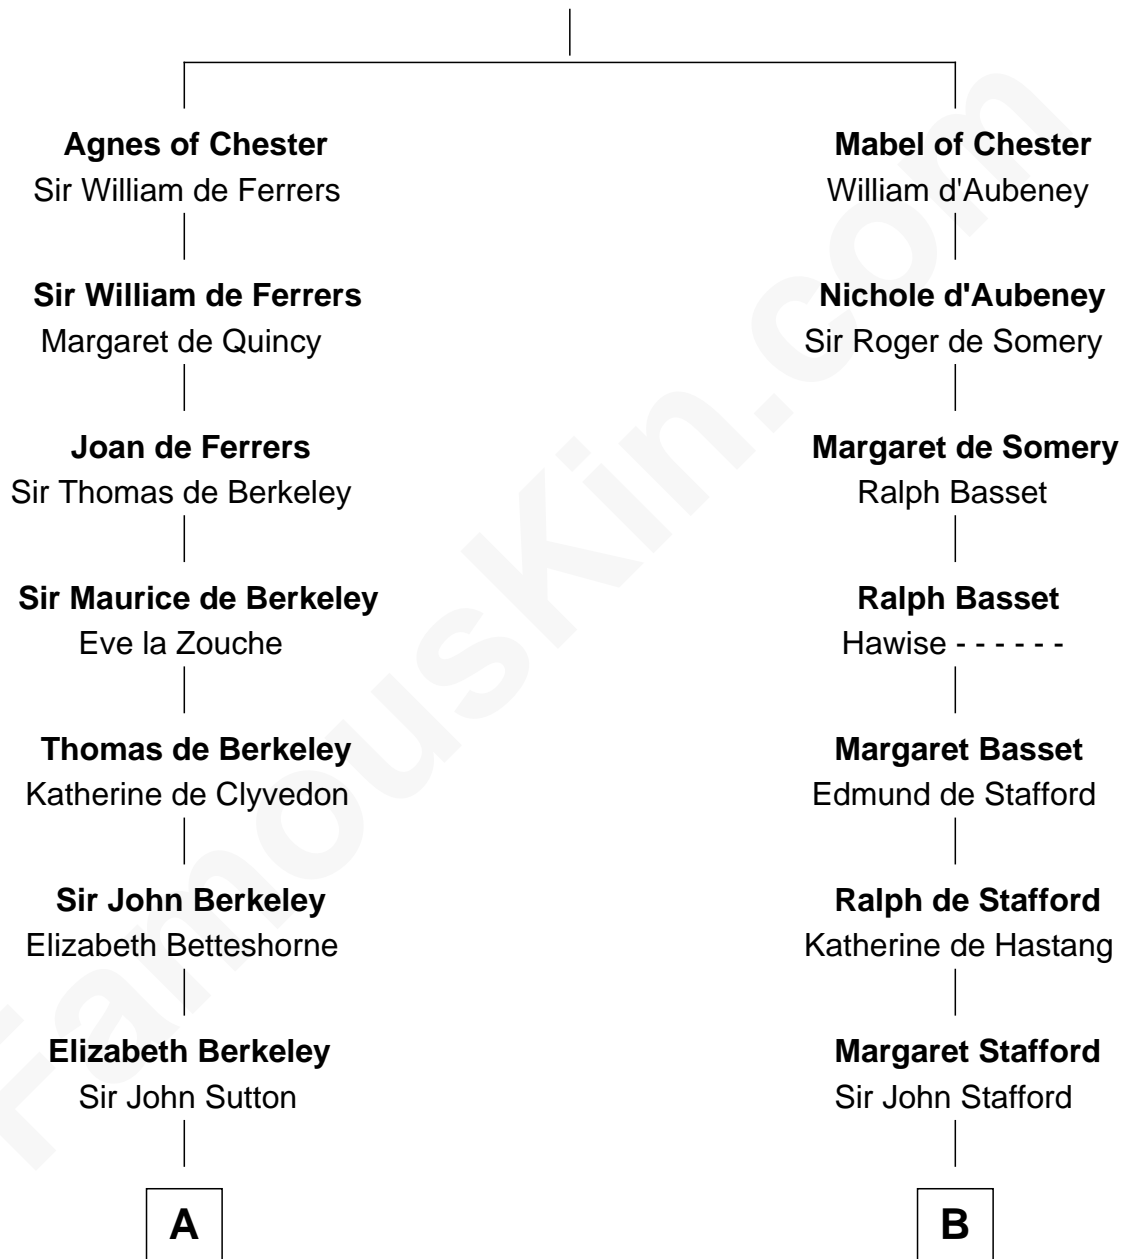 Agnes of Chester
Sir William de Ferrers
Mabel of Chester
William d'Aubeney
Sir William de Ferrers
Margaret de Quincy
Nichole d'Aubeney
Sir Roger de Somery
Joan de Ferrers
Sir Thomas de Berkeley
Margaret de Somery
Ralph Basset
Sir Maurice de Berkeley
Eve la Zouche
Ralph Basset
Hawise - - - - - -
Thomas de Berkeley
Katherine de Clyvedon
Margaret Basset
Edmund de Stafford
Sir John Berkeley
Elizabeth Betteshorne
Ralph de Stafford
Katherine de Hastang
Elizabeth Berkeley
Sir John Sutton
Margaret Stafford
Sir John Stafford
A
B
FamousKin.com